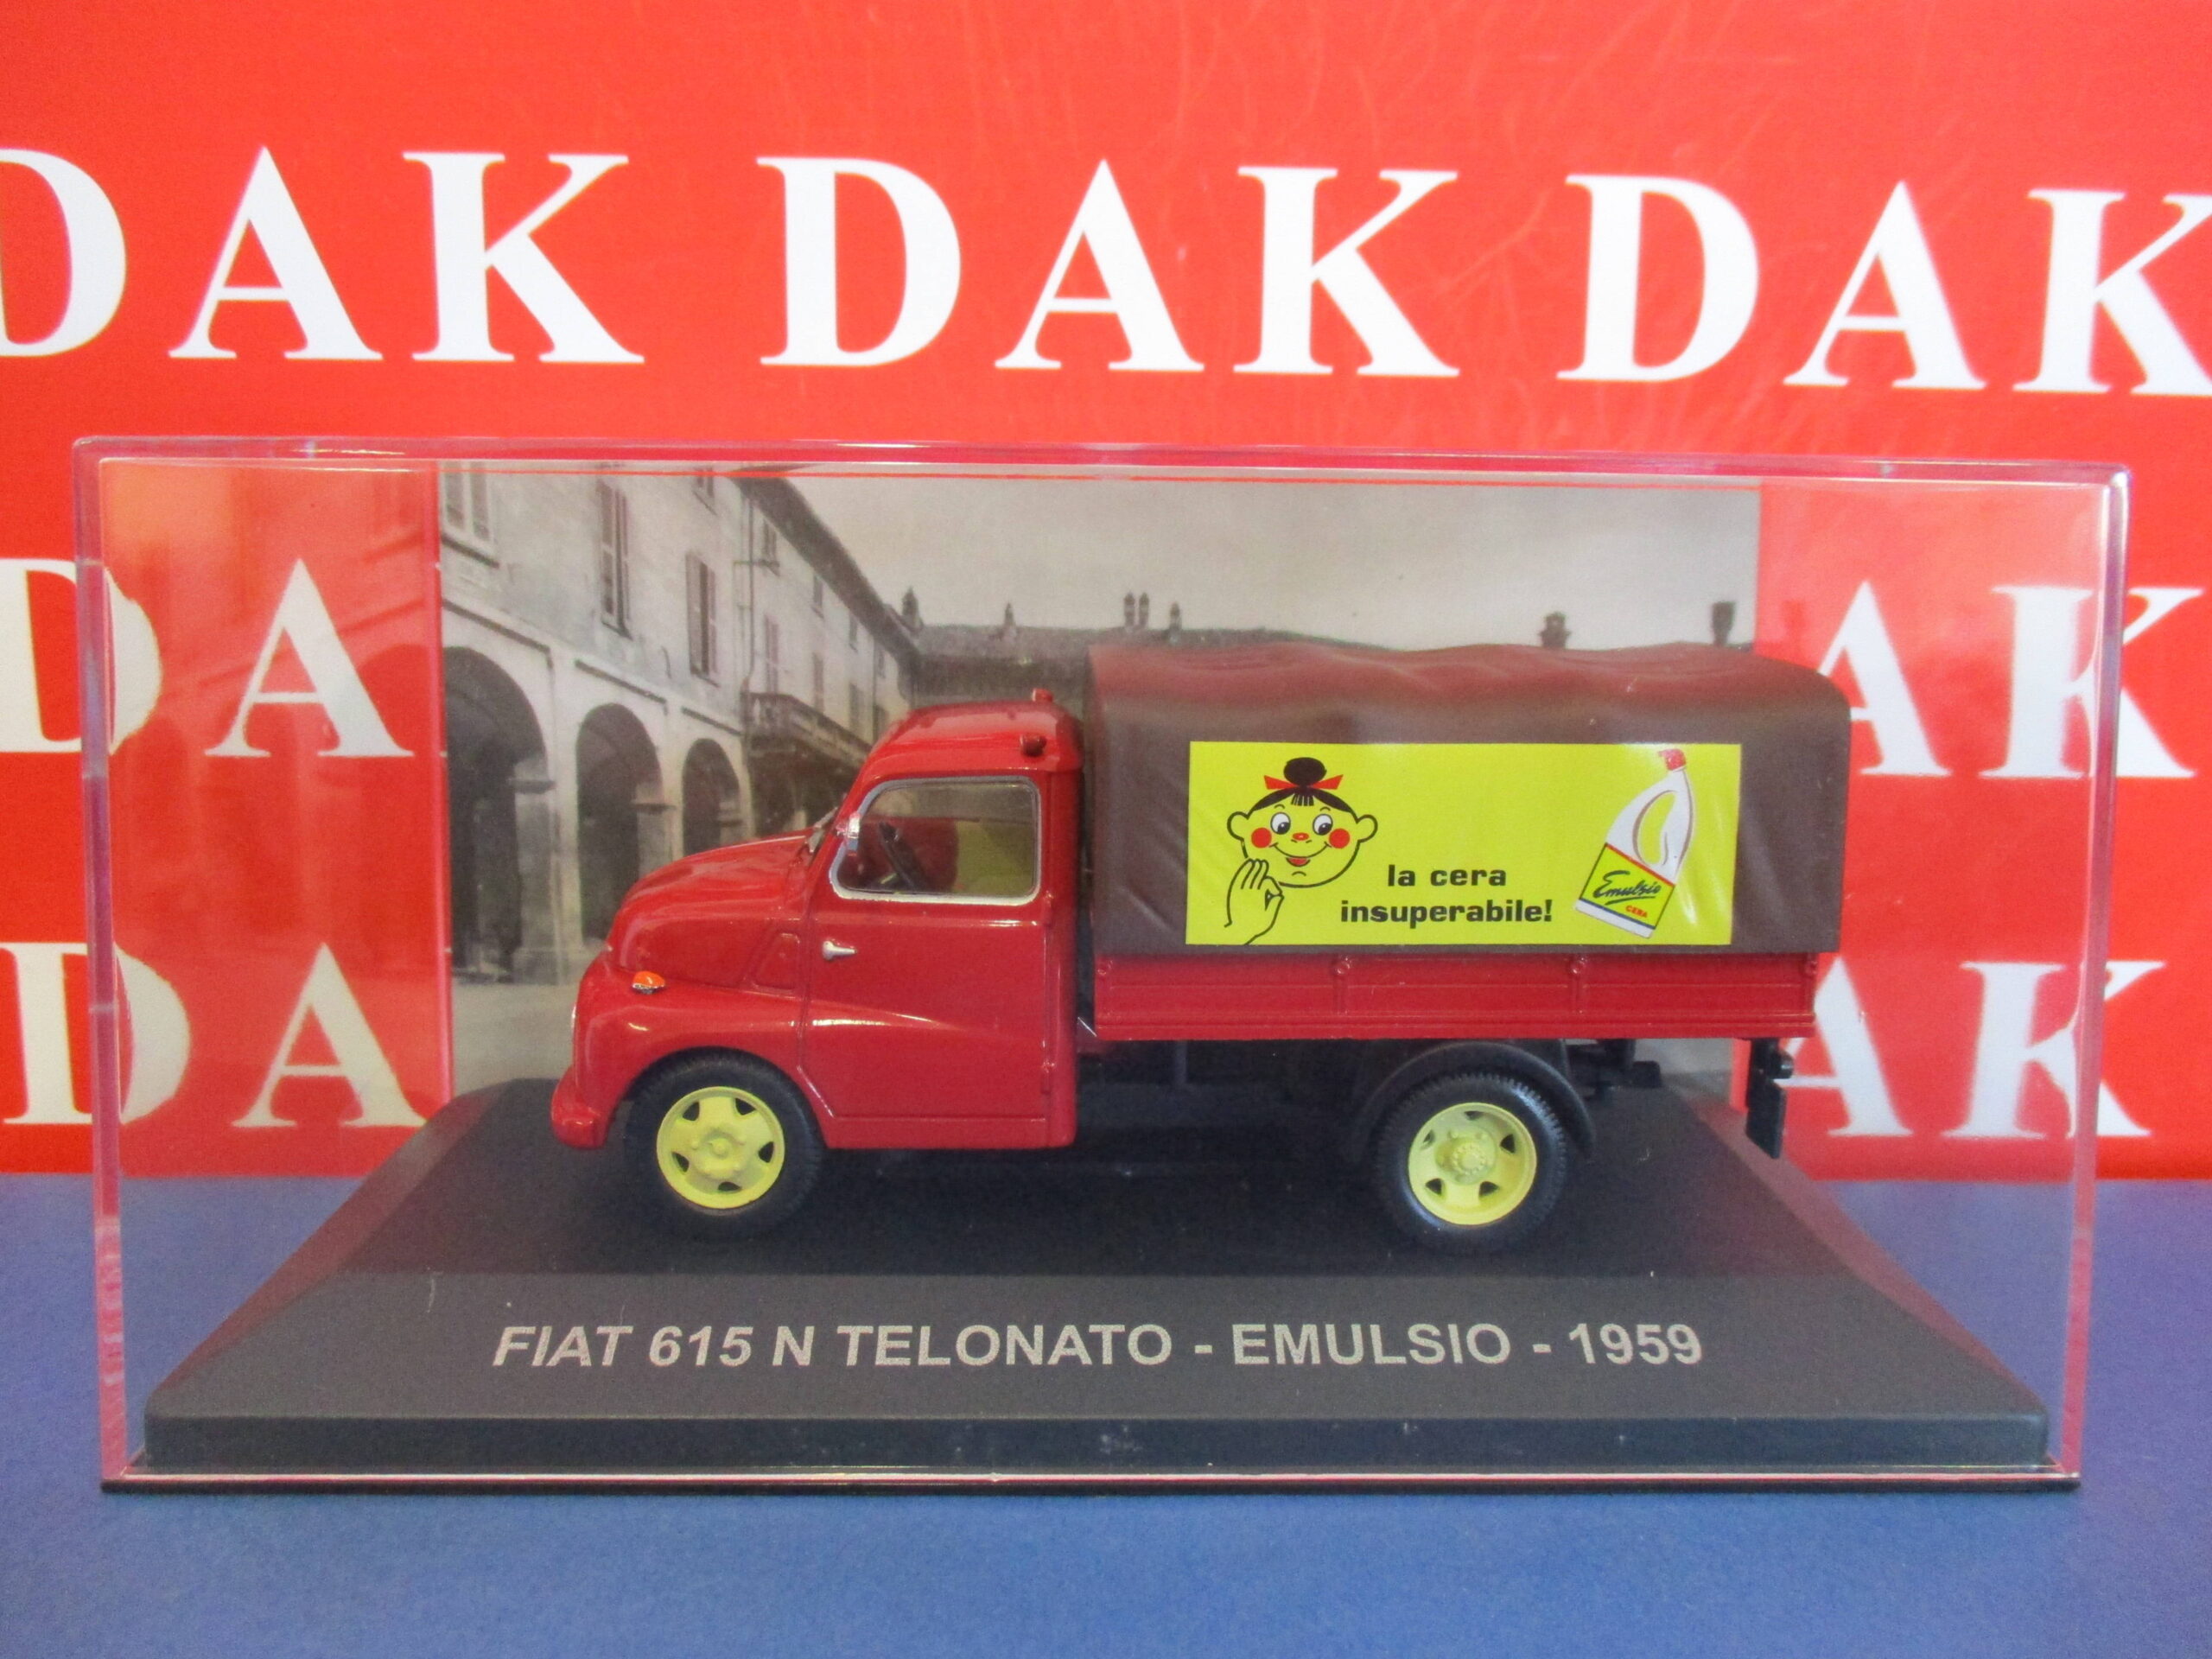 DAK DAK DAK
DA AK
DA AK
la cera
insuperabile!
Emulsio
CERA
FIAT 615 N TELONATO - EMULSIO - 1959